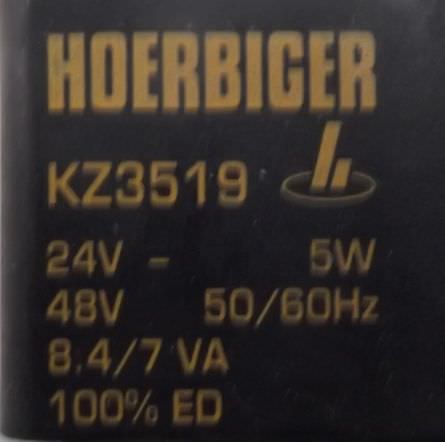 HOERBIGER
KZ3519
24V - 5W
48V 50/60Hz
8.4/7 VA
100% ED